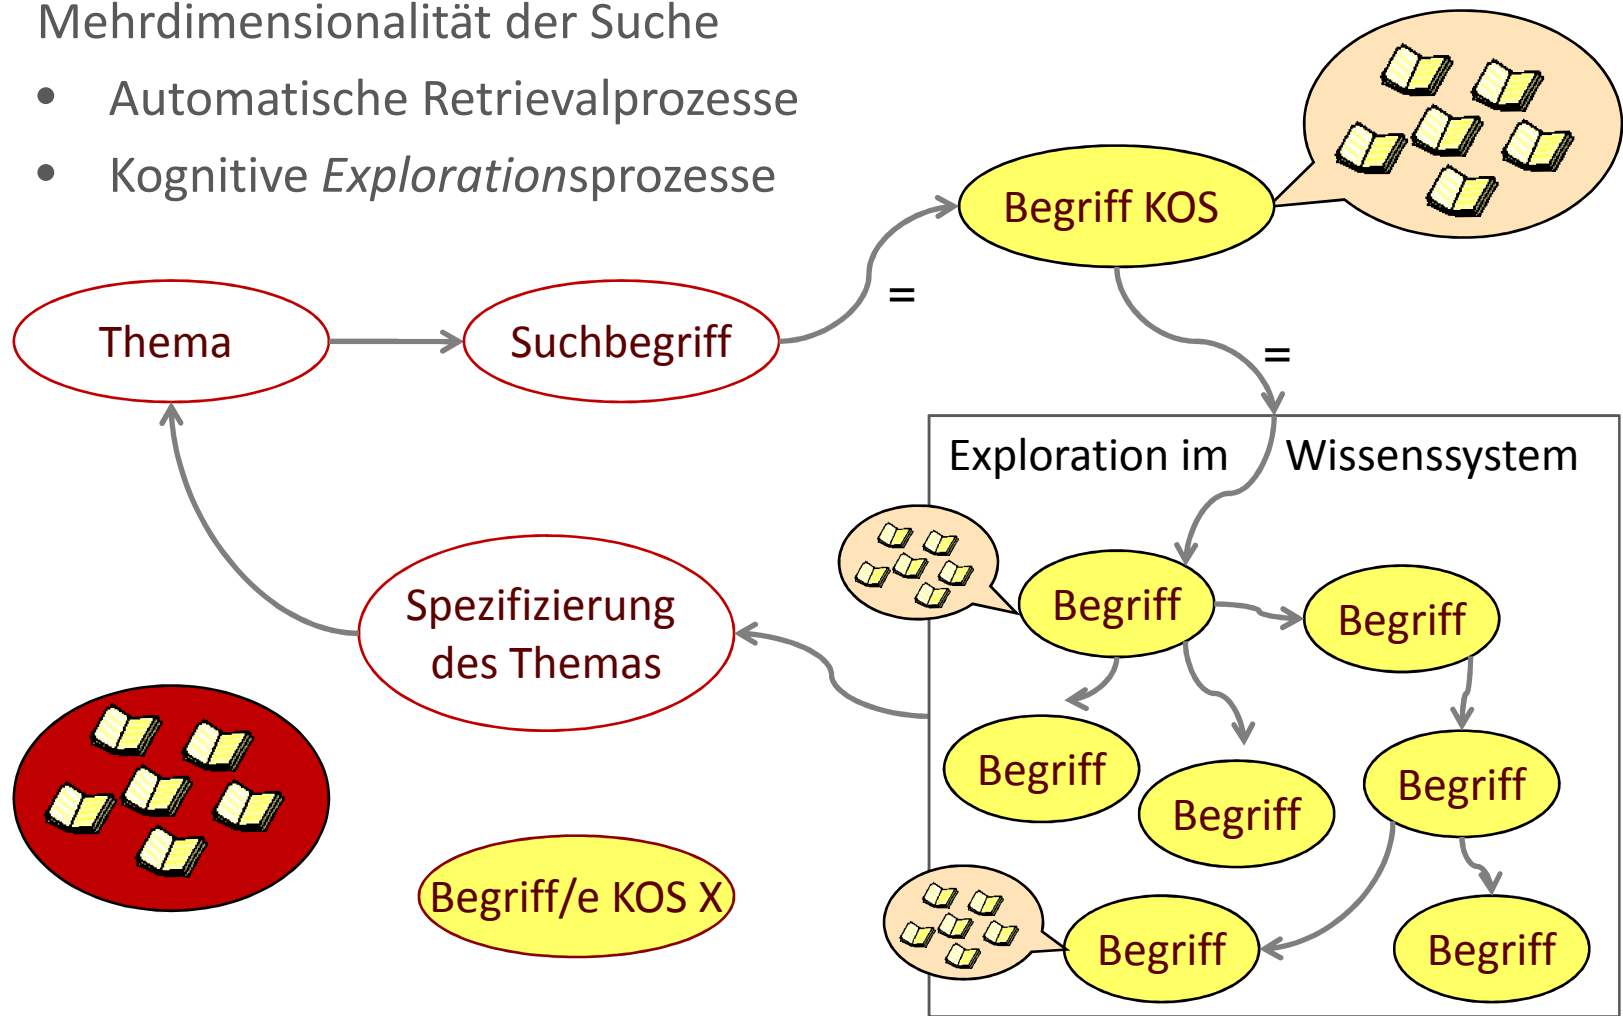 Mehrdimensionalität der Suche
• Automatische Retrievalprozesse
• Kognitive Explorationsprozesse
Begriff KOS
=
Thema
Suchbegriff
=
Exploration im Wissenssystem
Spezifizierung
des Themas
Begriff
Begriff
Begriff
Begriff
Begriff
Begriff/e KOS X
Begriff
Begriff